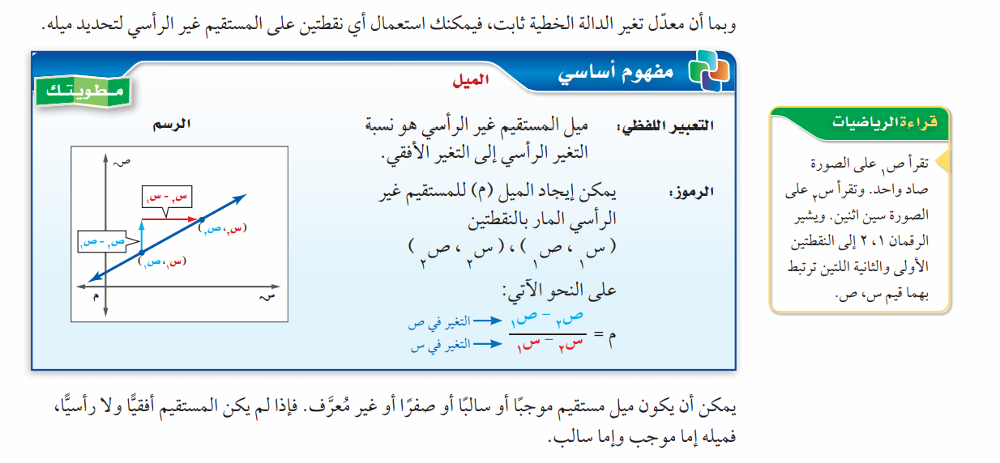 وبما أن معدّل تغير الدالة الخطية ثابت، فيمكنك استعمال أي نقطتين على المستقيم غير الرأسي لتحديد ميله.
مفهوم أساسي
الميل
مـطويتـك
التعبير اللفظي: ميل المستقيم غير الرأسي هو نسبة
التغير الرأسي إلى التغير الأفقي.
الرموز: يمكن إيجاد الميل (م) للمستقيم غير
الرأسي المار بالنقطتين
(س١ ، ص١)، (س٢ ، ص٢)
على النحو الآتي:
م = (ص٢ − ص١) / (س٢ − س١)
التغير في ص
التغير في س
الرسم
ص
س٢ - س١
(س٢، ص٢)
ص٢ - ص١
(س١، ص١)
م
س
قراءة الرياضيات
تقرأ ص١ على الصورة
صاد واحد. وتقرأ س٢ على
الصورة سين اثنين. ويشير
الرقمان ١، ٢ إلى النقطتين
الأولى والثانية اللتين ترتبط
بهما قيم س، ص.
يمكن أن يكون ميل مستقيم موجبًا أو سالبًا أو صفرًا أو غير مُعرَّف. فإذا لم يكن المستقيم أفقيًّا ولا رأسيًّا،
فميله إما موجب وإما سالب.